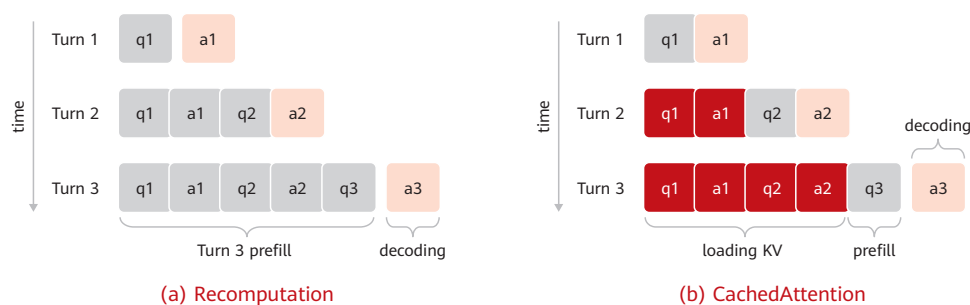 Turn 1 q1 a1
Turn 2 q1 a1 q2 a2
Turn 3 q1 a1 q2 a2 q3 a3
time
Turn 3 prefill decoding
(a) Recomputation
Turn 1 q1 a1
Turn 2 q1 a1 q2 a2
decoding
Turn 3 q1 a1 q2 a2 q3 a3
time
loading KV prefill
(b) CachedAttention